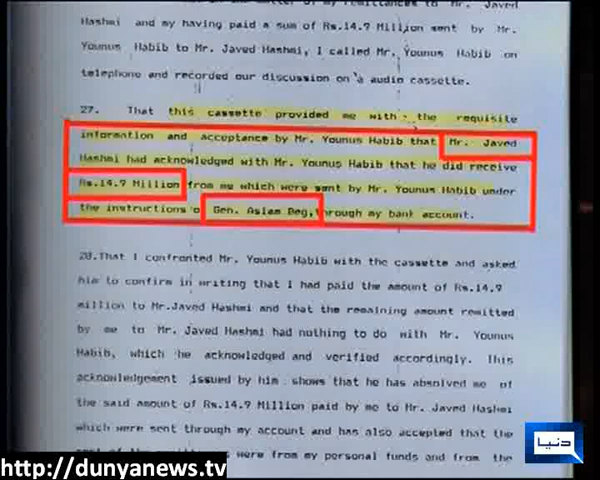 of my remittances to Mr. Javed
Hashmi and my having paid a sum of Rs.14.9 Million sent by Mr.
Younus Habib to Mr. Javed Hashmi, I called Mr. Younus Habib on
telephone and recorded our discussion on a audio cassette.
27. That this cassette provided me with the requisite
information and acceptance by Mr. Younus Habib that Mr. Javed
Hashmi had acknowledged with Mr. Younus Habib that he did receive
Rs.14.9 Million from me which were sent by Mr. Younus Habib under
the instructions o Gen. Aslam Beg, through my bank account.
28.That I confronted Mr. Younus Habib with the cassette and asked
him to confirm in writing that I had paid the amount of Rs.14.9
million to Mr.Javed Hashmi and that the remaining amount remitted
by me to Mr. Javed Hashmi had nothing to do with Mr. Younus
Habib, which he acknowledged and verified accordingly. This
acknowledgement issued by him shows that he has absolved me of
the said amount of Rs.14.9 Million paid by me to Mr. Javed Hashmi
which were sent through my account and has also accepted that the
were from my personal funds and from the
دنیا
http://dunyanews.tv